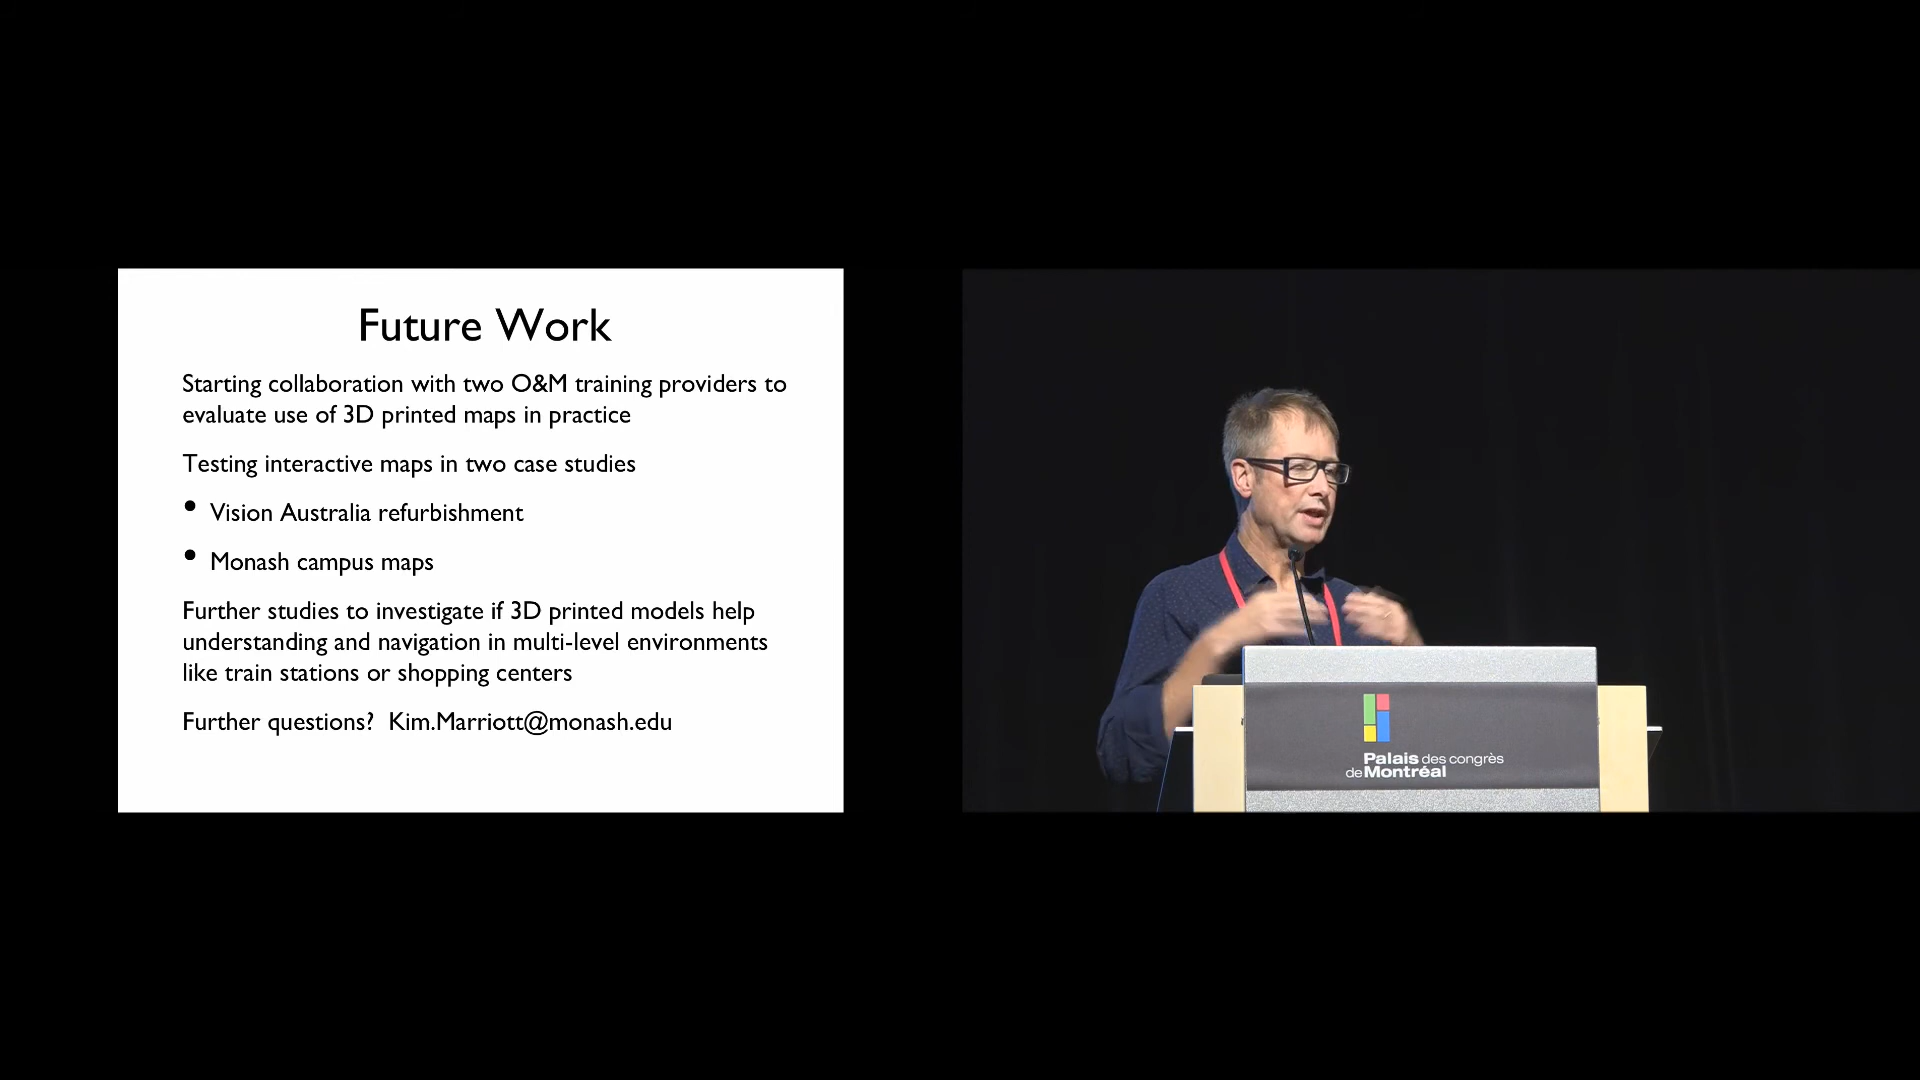 Future Work
Starting collaboration with two O&M training providers to
evaluate use of 3D printed maps in practice
Testing interactive maps in two case studies
• Vision Australia refurbishment
• Monash campus maps
Further studies to investigate if 3D printed models help
understanding and navigation in multi-level environments
like train stations or shopping centers
Further questions? Kim.Marriott@monash.edu
Palais des congrès
de Montréal